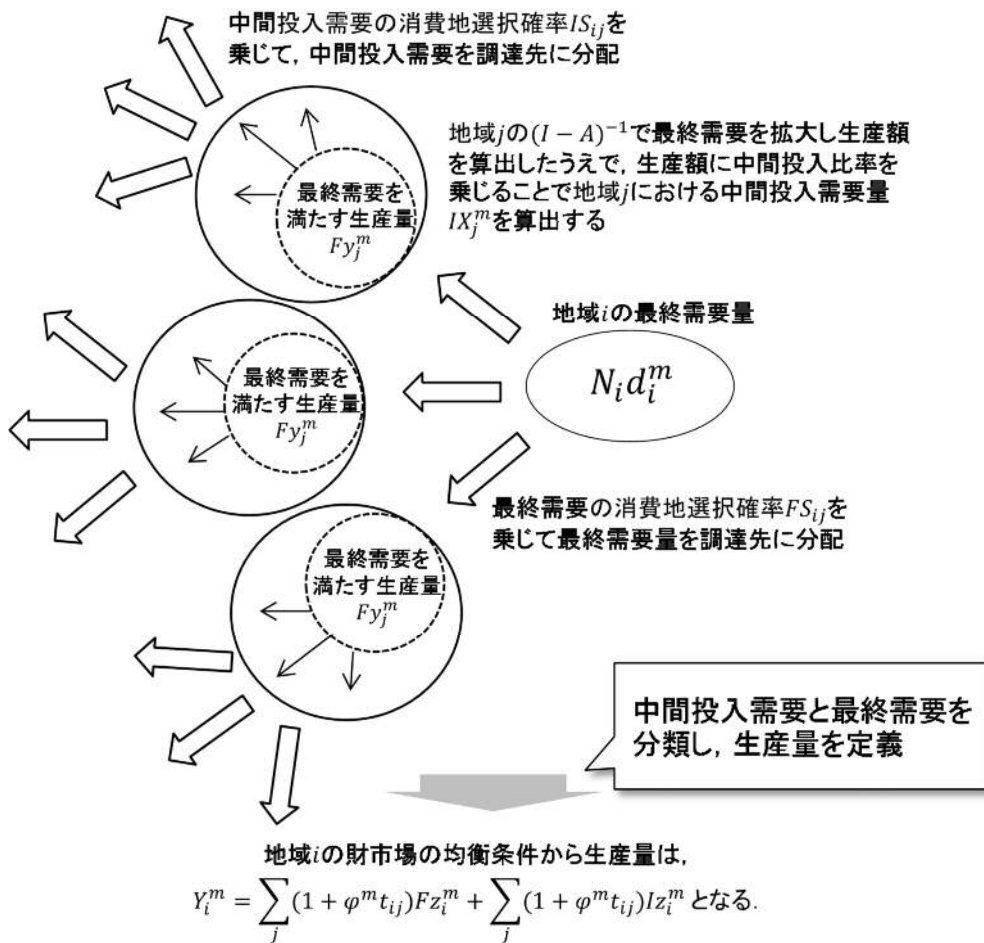 中間投入需要の消費地選択確率$IS_{ij}$を
乗じて，中間投入需要を調達先に分配
地域$j$の$(I-A)^{-1}$で最終需要を拡大し生産額
を算出したうえで，生産額に中間投入比率を
乗じることで地域$j$における中間投入需要量
$IX_j^m$を算出する
最終需要を
満たす生産量
$Fy_j^m$
地域$i$の最終需要量
$N_i d_i^m$
最終需要を
満たす生産量
$Fy_j^m$
最終需要の消費地選択確率$FS_{ij}$を
乗じて最終需要量を調達先に分配
最終需要を
満たす生産量
$Fy_j^m$
中間投入需要と最終需要を
分類し，生産量を定義
地域$i$の財市場の均衡条件から生産量は，
$Y_i^m = \sum_j (1 + \varphi^m t_{ij}) Fz_i^m + \sum_j (1 + \varphi^m t_{ij}) Iz_i^m$ となる.